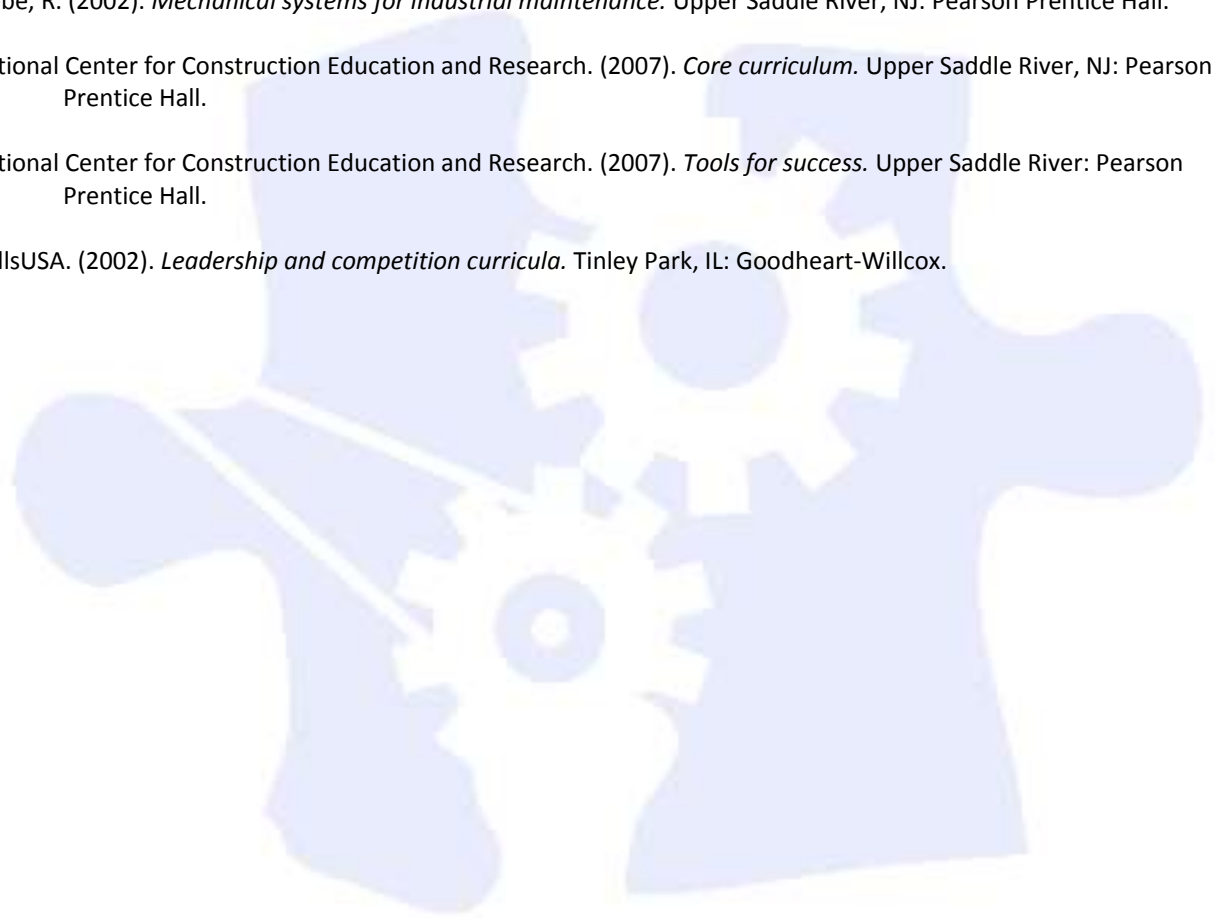 be, R. (2002). Mechanical systems for industrial maintenance. Upper Saddle River, NJ: Pearson Prentice Hall.
tional Center for Construction Education and Research. (2007). Core curriculum. Upper Saddle River, NJ: Pearson
Prentice Hall.
tional Center for Construction Education and Research. (2007). Tools for success. Upper Saddle River: Pearson
Prentice Hall.
llsUSA. (2002). Leadership and competition curricula. Tinley Park, IL: Goodheart-Willcox.